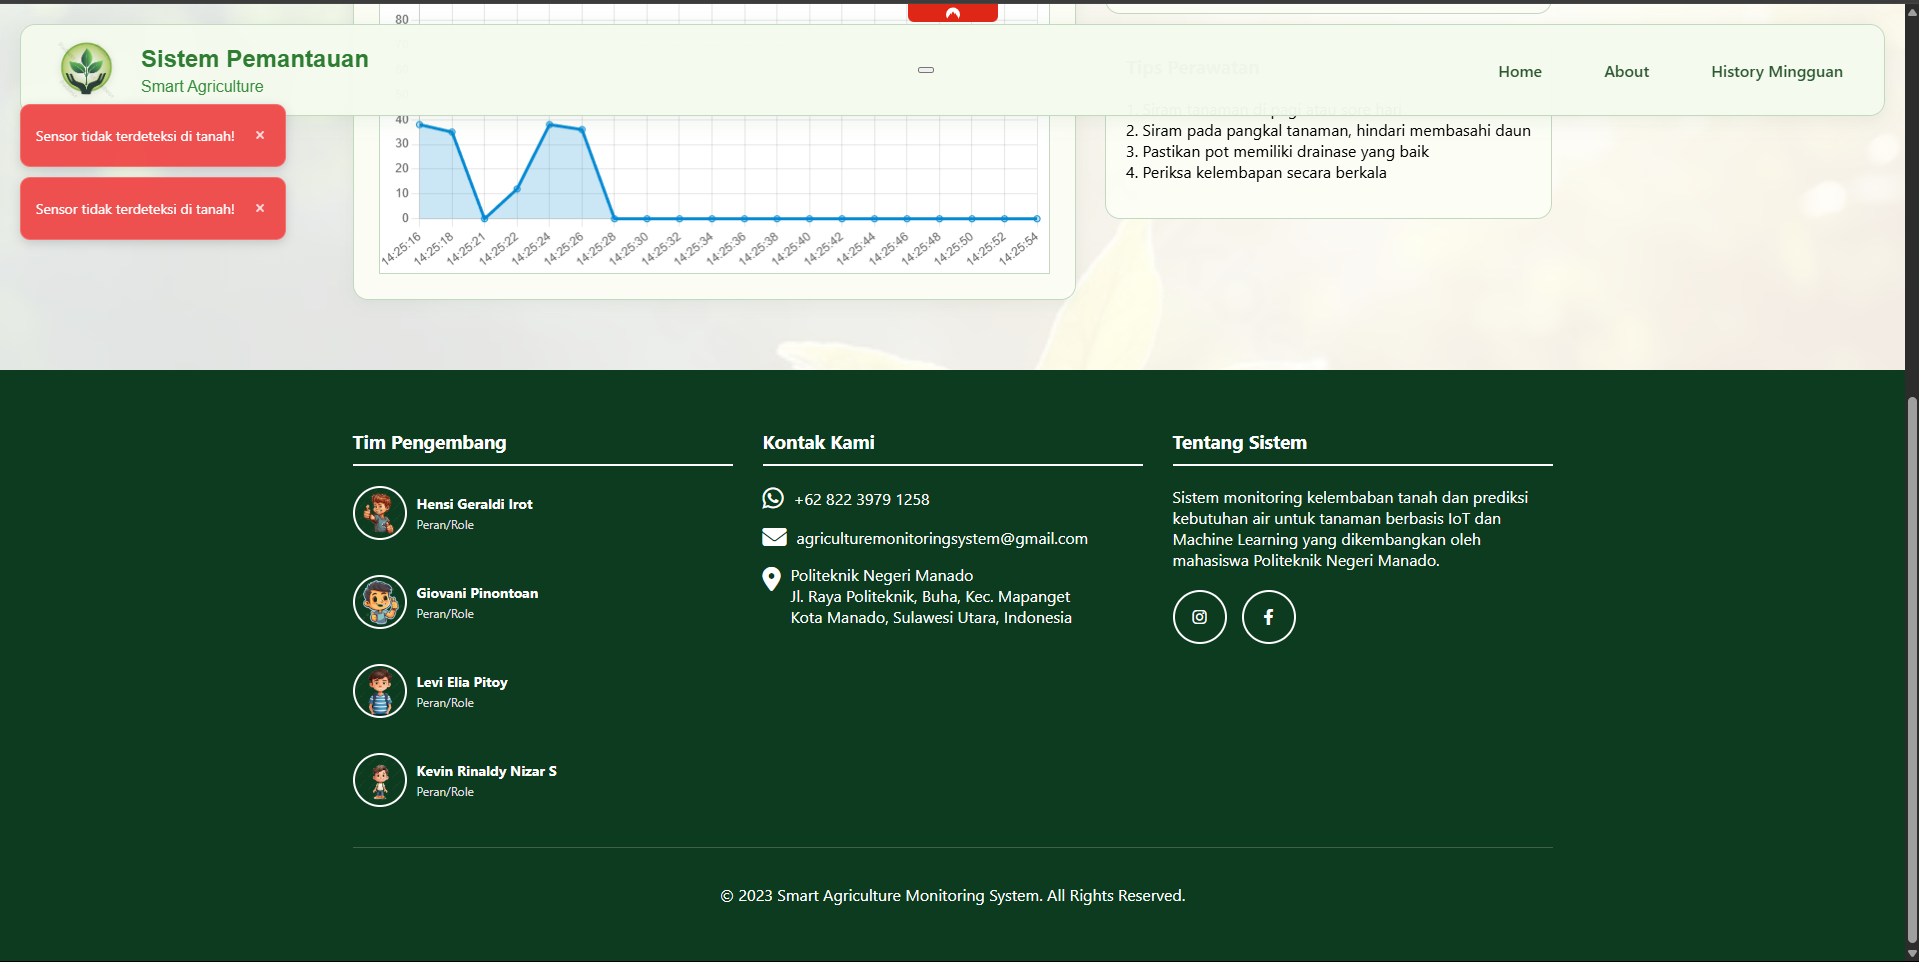 80
Sistem Pemantauan
Smart Agriculture
Home
About
History Mingguan
Tips Perawatan
1. Siram tanaman di pagi atau sore hari
2. Siram pada pangkal tanaman, hindari membasahi daun
3. Pastikan pot memiliki drainase yang baik
4. Periksa kelembapan secara berkala
Sensor tidak terdeteksi di tanah! ×
Sensor tidak terdeteksi di tanah! ×
40
30
20
10
0
14:25:16
14:25:18
14:25:21
14:25:22
14:25:24
14:25:26
14:25:28
14:25:30
14:25:32
14:25:34
14:25:36
14:25:38
14:25:40
14:25:42
14:25:44
14:25:46
14:25:48
14:25:50
14:25:52
14:25:54
Tim Pengembang
Hensi Geraldi Irot
Peran/Role
Giovani Pinontoan
Peran/Role
Levi Elia Pitoy
Peran/Role
Kevin Rinaldy Nizar S
Peran/Role
Kontak Kami
+62 822 3979 1258
agriculturemonitoringsystem@gmail.com
Politeknik Negeri Manado
Jl. Raya Politeknik, Buha, Kec. Mapanget
Kota Manado, Sulawesi Utara, Indonesia
Tentang Sistem
Sistem monitoring kelembaban tanah dan prediksi
kebutuhan air untuk tanaman berbasis IoT dan
Machine Learning yang dikembangkan oleh
mahasiswa Politeknik Negeri Manado.
© 2023 Smart Agriculture Monitoring System. All Rights Reserved.